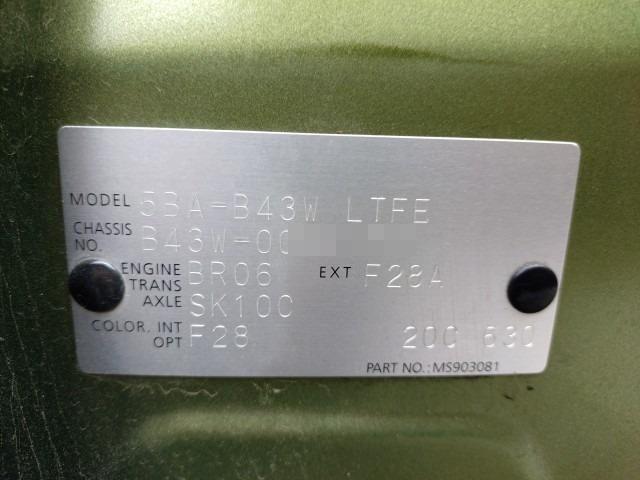 MODEL 5BA-B43W LTFE
CHASSIS NO. B43W-00
ENGINE BR06 EXT F28A
TRANS
AXLE SK10C
COLOR. INT F28 20C 630
OPT
PART NO.: MS903081